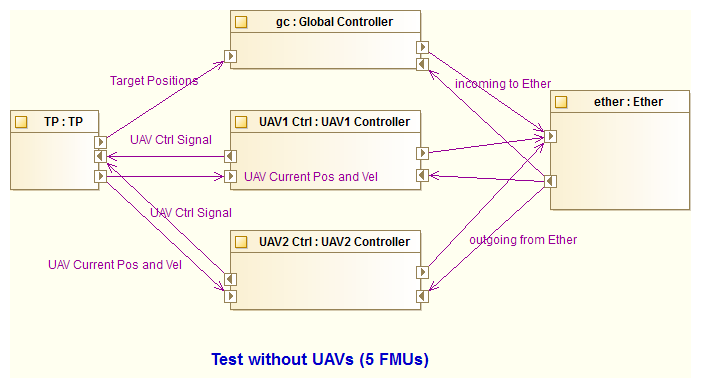 gc : Global Controller
Target Positions
incoming to Ether
ether : Ether
TP : TP
UAV1 Ctrl : UAV1 Controller
UAV Ctrl Signal
UAV Current Pos and Vel
UAV Ctrl Signal
UAV2 Ctrl : UAV2 Controller
outgoing from Ether
UAV Current Pos and Vel
Test without UAVs (5 FMUs)